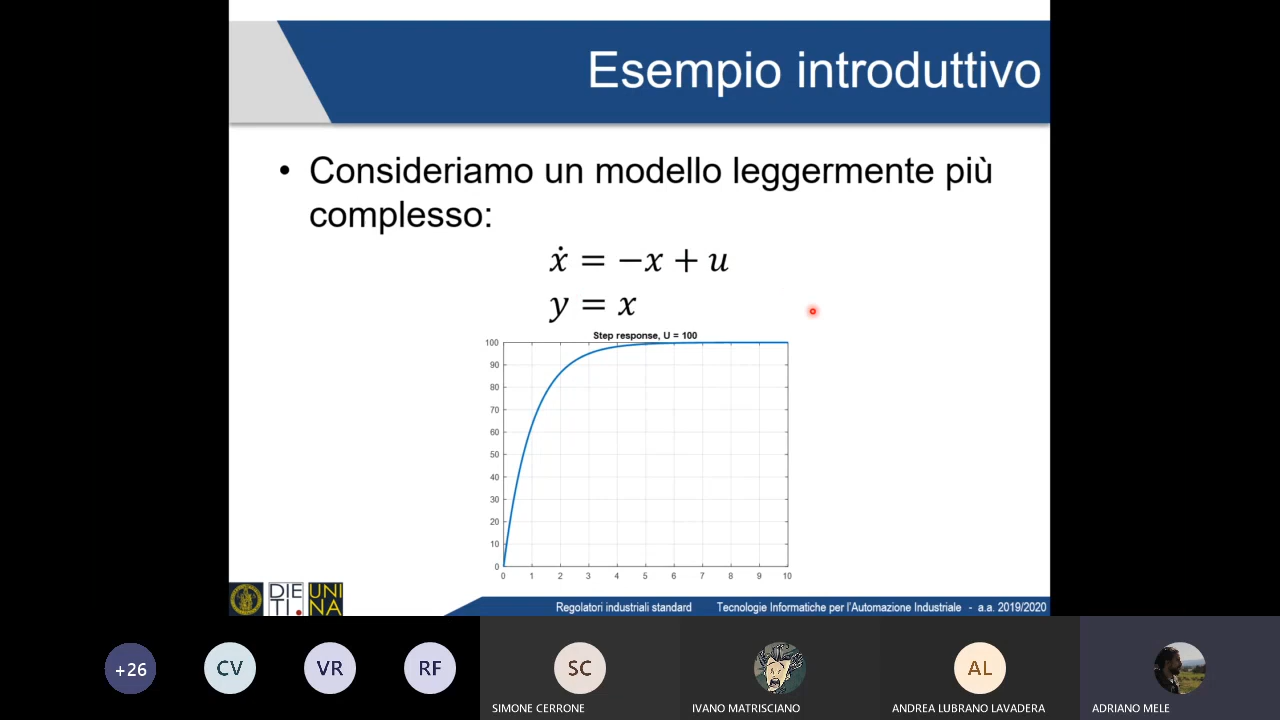 Esempio introduttivo
• Consideriamo un modello leggermente più
complesso:
ẋ = −x + u
y = x
Step response, U = 100
100
90
80
70
60
50
40
30
20
10
0
0 1 2 3 4 5 6 7 8 9 10
DIE UNI
TI. NA
Regolatori industriali standard Tecnologie Informatiche per l'Automazione Industriale - a.a. 2019/2020
+26 CV VR RF SC AL
SIMONE CERRONE IVANO MATRISCIANO ANDREA LUBRANO LAVADERA ADRIANO MELE